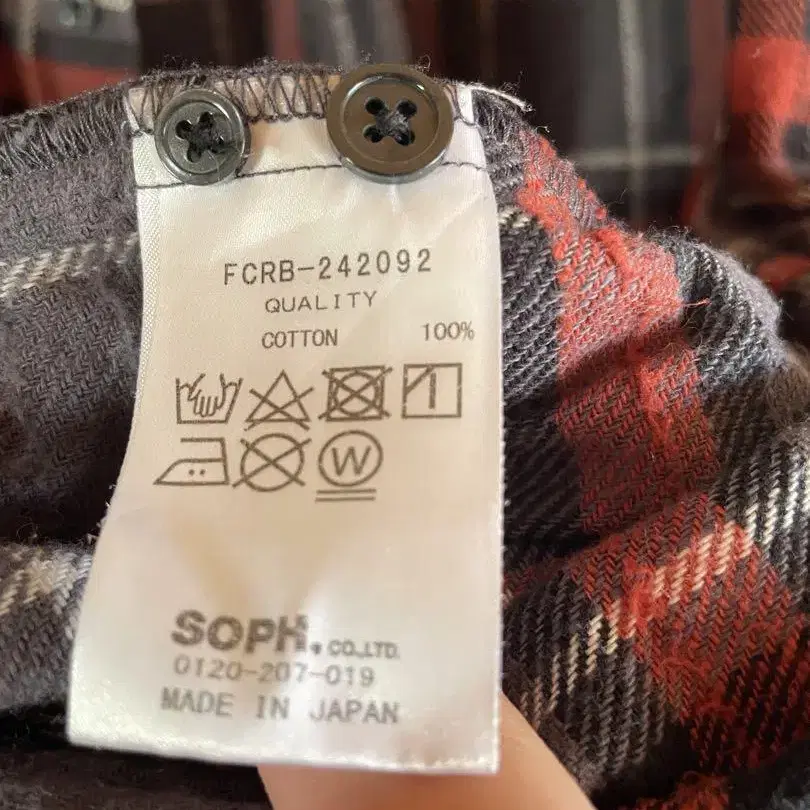 FCRB-242092
QUALITY
COTTON 100%
W
SOPH. CO.,LTD.
0120-207-019
MADE IN JAPAN